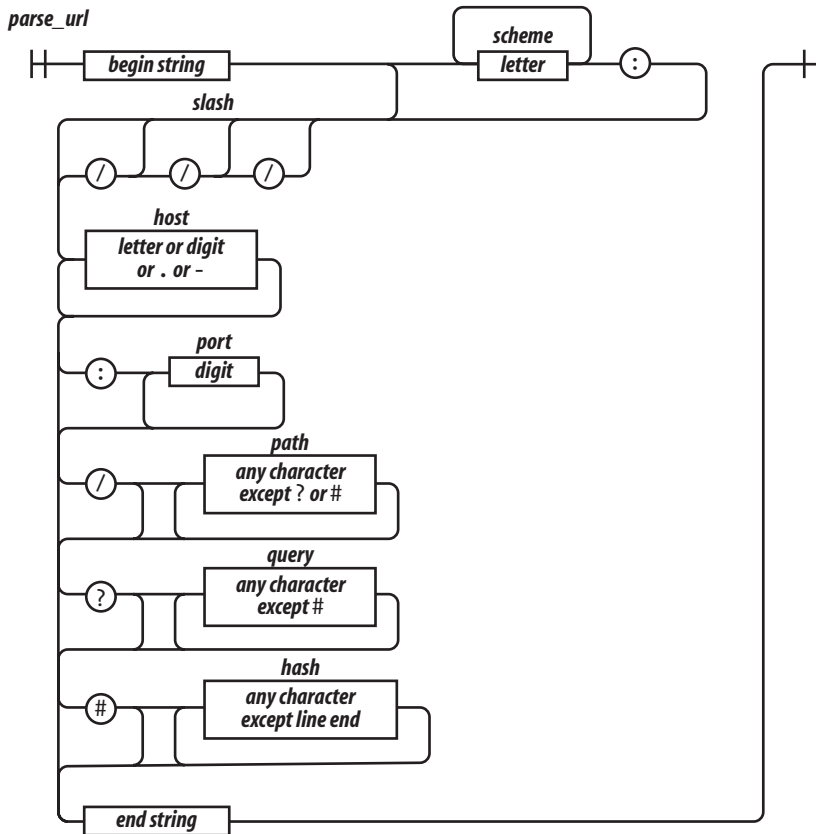 parse_url
scheme
begin string
letter
:
slash
/ / /
host
letter or digit
or . or -
port
: digit
path
/ any character
except ? or #
query
? any character
except #
hash
# any character
except line end
end string